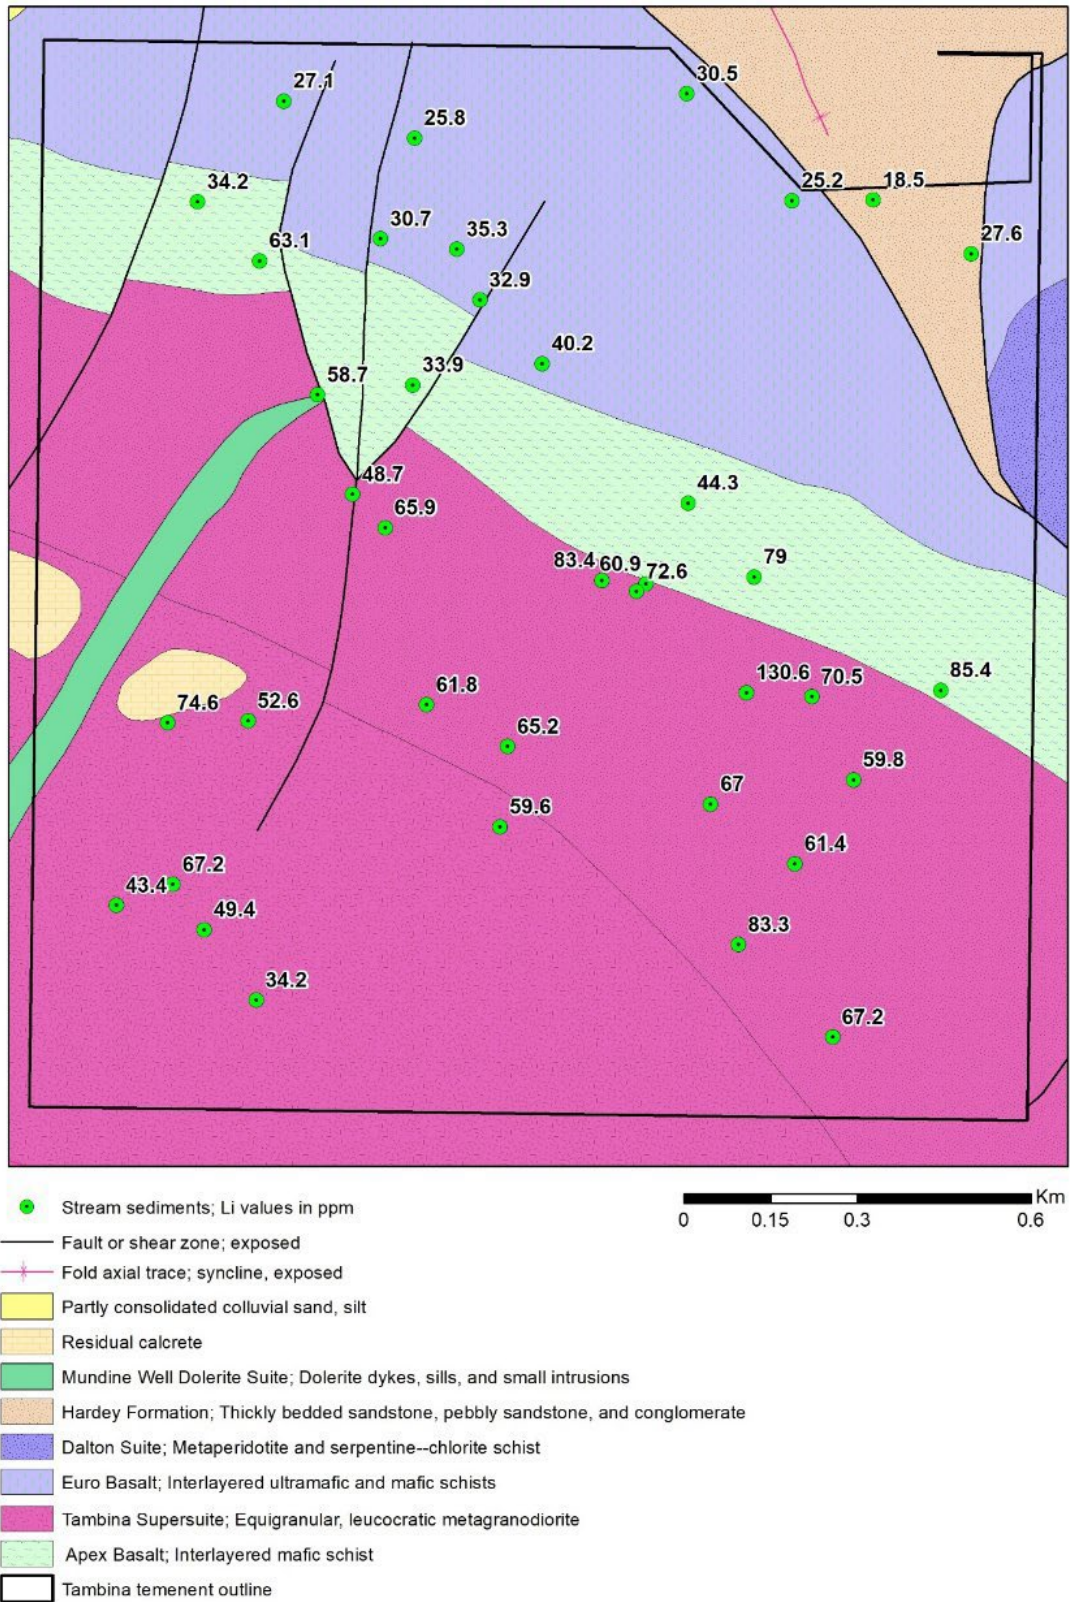 30.5
27.1
25.8
34.2
25.2
18.5
30.7
35.3
27.6
63.1
32.9
40.2
33.9
58.7
48.7
44.3
65.9
83.4
60.9
72.6
79
130.6
70.5
85.4
61.8
74.6
52.6
65.2
59.8
67
59.6
61.4
67.2
43.4
49.4
83.3
34.2
67.2
Stream sediments; Li values in ppm
Km
0 0.15 0.3 0.6
Fault or shear zone; exposed
Fold axial trace; syncline, exposed
Partly consolidated colluvial sand, silt
Residual calcrete
Mundine Well Dolerite Suite; Dolerite dykes, sills, and small intrusions
Hardey Formation; Thickly bedded sandstone, pebbly sandstone, and conglomerate
Dalton Suite; Metaperidotite and serpentine--chlorite schist
Euro Basalt; Interlayered ultramafic and mafic schists
Tambina Supersuite; Equigranular, leucocratic metagranodiorite
Apex Basalt; Interlayered mafic schist
Tambina temenent outline